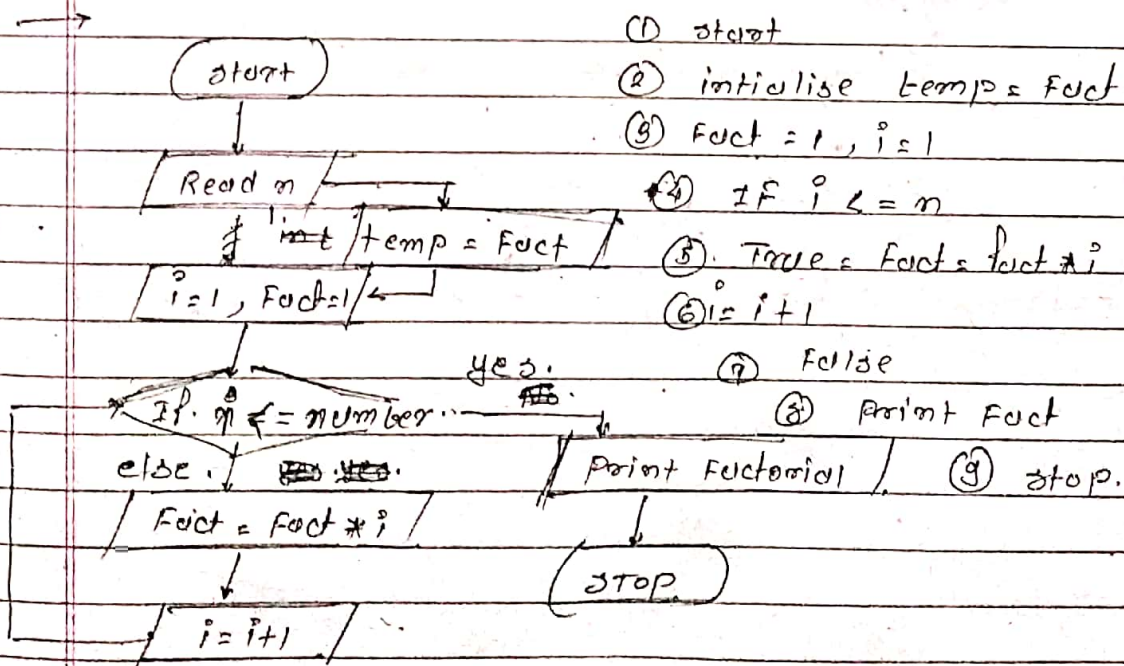 start
Read n
temp = Fact
i=1, Fact=1
yes.
If i <= number
else.
Print Factorial
Fact = Fact * i
STOP
i = i+1
① start
② intialise temp = Fact
③ Fact = 1, i=1
④ IF i <= n
⑤. True = Fact = fact * i
⑥ i = i+1
⑦ Fallse
⑧ Print Fact
⑨ stop.